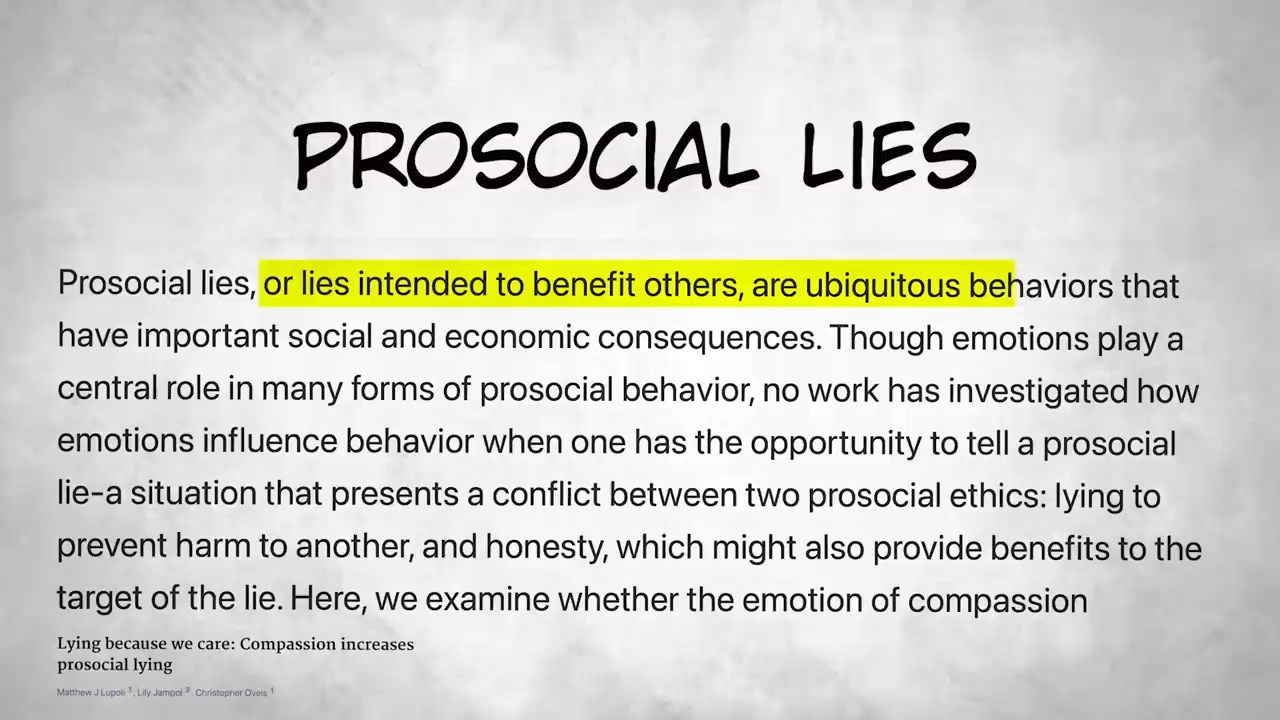 PROSOCIAL LIES
Prosocial lies, or lies intended to benefit others, are ubiquitous behaviors that
have important social and economic consequences. Though emotions play a
central role in many forms of prosocial behavior, no work has investigated how
emotions influence behavior when one has the opportunity to tell a prosocial
lie-a situation that presents a conflict between two prosocial ethics: lying to
prevent harm to another, and honesty, which might also provide benefits to the
target of the lie. Here, we examine whether the emotion of compassion
Lying because we care: Compassion increases
prosocial lying
Matthew J Lupoli 1, Lily Jampol 2, Christopher Oveis 1